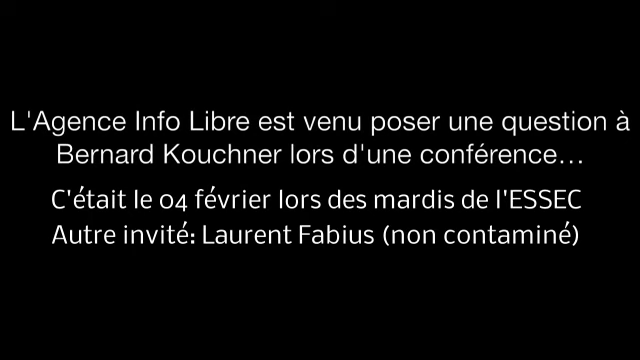 L'Agence Info Libre est venu poser une question à
Bernard Kouchner lors d'une conférence...
C'était le 04 février lors des mardis de l'ESSEC
Autre invité: Laurent Fabius (non contaminé)